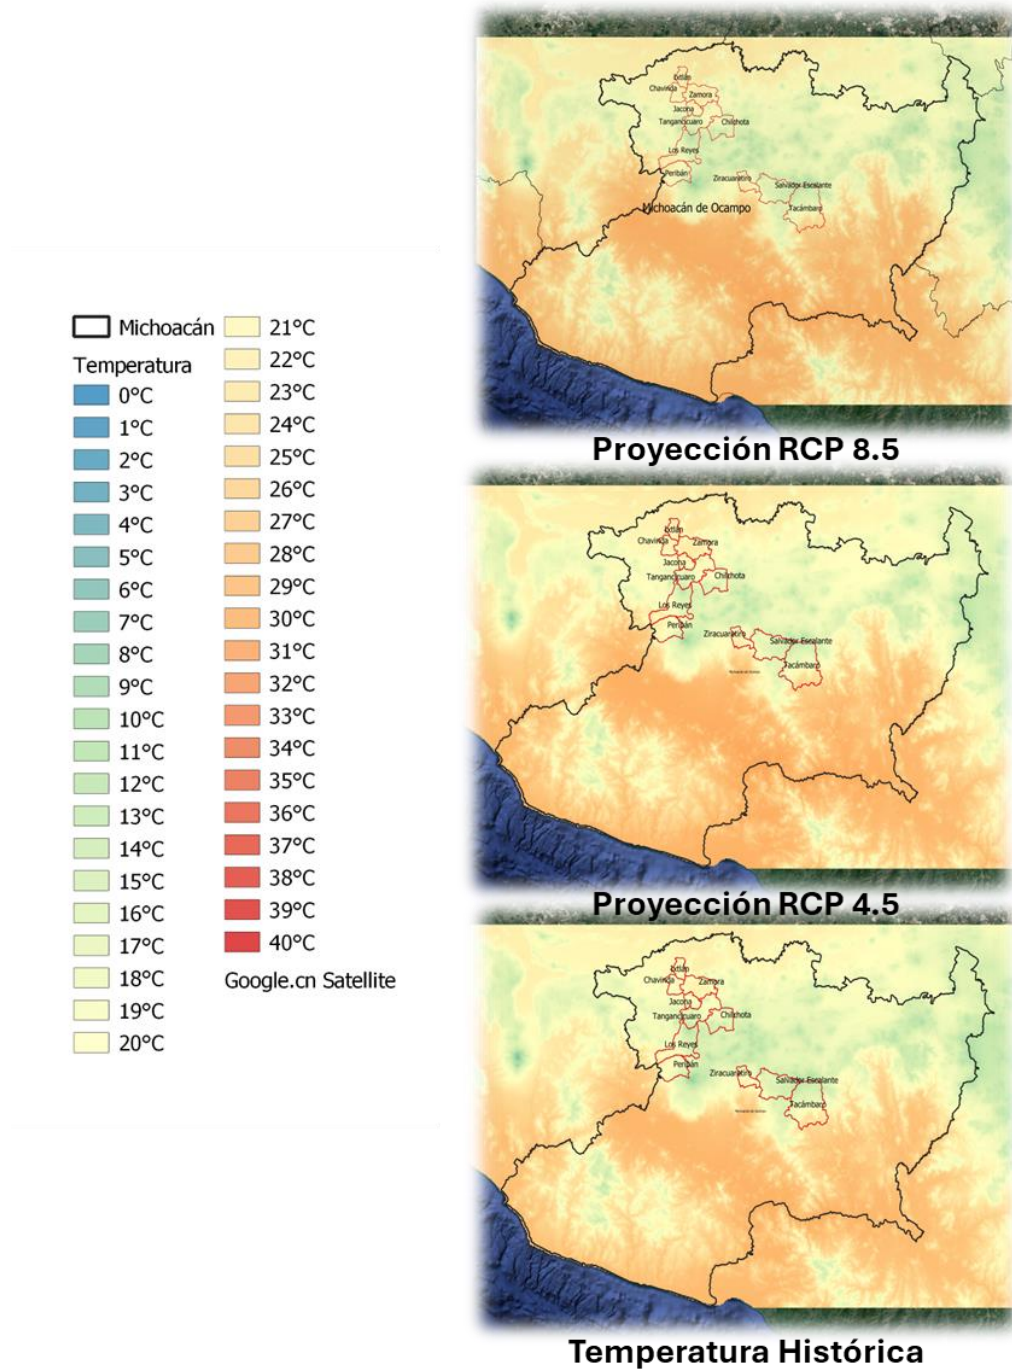 Michoacán
Temperatura
0°C
1°C
2°C
3°C
4°C
5°C
6°C
7°C
8°C
9°C
10°C
11°C
12°C
13°C
14°C
15°C
16°C
17°C
18°C
19°C
20°C
21°C
22°C
23°C
24°C
25°C
26°C
27°C
28°C
29°C
30°C
31°C
32°C
33°C
34°C
35°C
36°C
37°C
38°C
39°C
40°C
Google.cn Satellite
Ixtlán
Chavinda
Zamora
Jacona
Tangancícuaro
Chilchota
Los Reyes
Peribán
Ziracuaretiro
Salvador Escalante
Tacámbaro
Michoacán de Ocampo
Proyección RCP 8.5
Ixtlán
Chavinda
Zamora
Jacona
Tangancícuaro
Chilchota
Los Reyes
Peribán
Ziracuaretiro
Salvador Escalante
Tacámbaro
Proyección RCP 4.5
Ixtlán
Chavinda
Zamora
Jacona
Tangancícuaro
Chilchota
Los Reyes
Peribán
Ziracuaretiro
Salvador Escalante
Tacámbaro
Temperatura Histórica